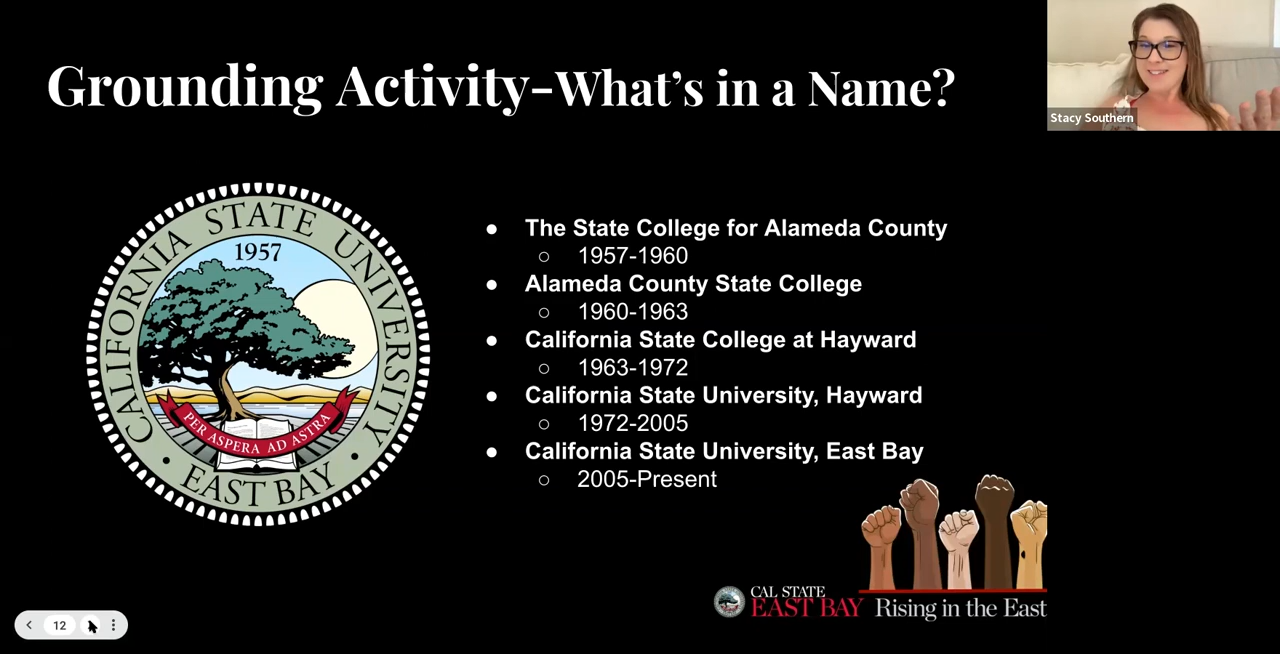 Grounding Activity-What's in a Name?
Stacy Southern
CALIFORNIA STATE UNIVERSITY
1957
PER ASPERA AD ASTRA
EAST BAY
● The State College for Alameda County
○ 1957-1960
● Alameda County State College
○ 1960-1963
● California State College at Hayward
○ 1963-1972
● California State University, Hayward
○ 1972-2005
● California State University, East Bay
○ 2005-Present
CAL STATE
EAST BAY Rising in the East
12